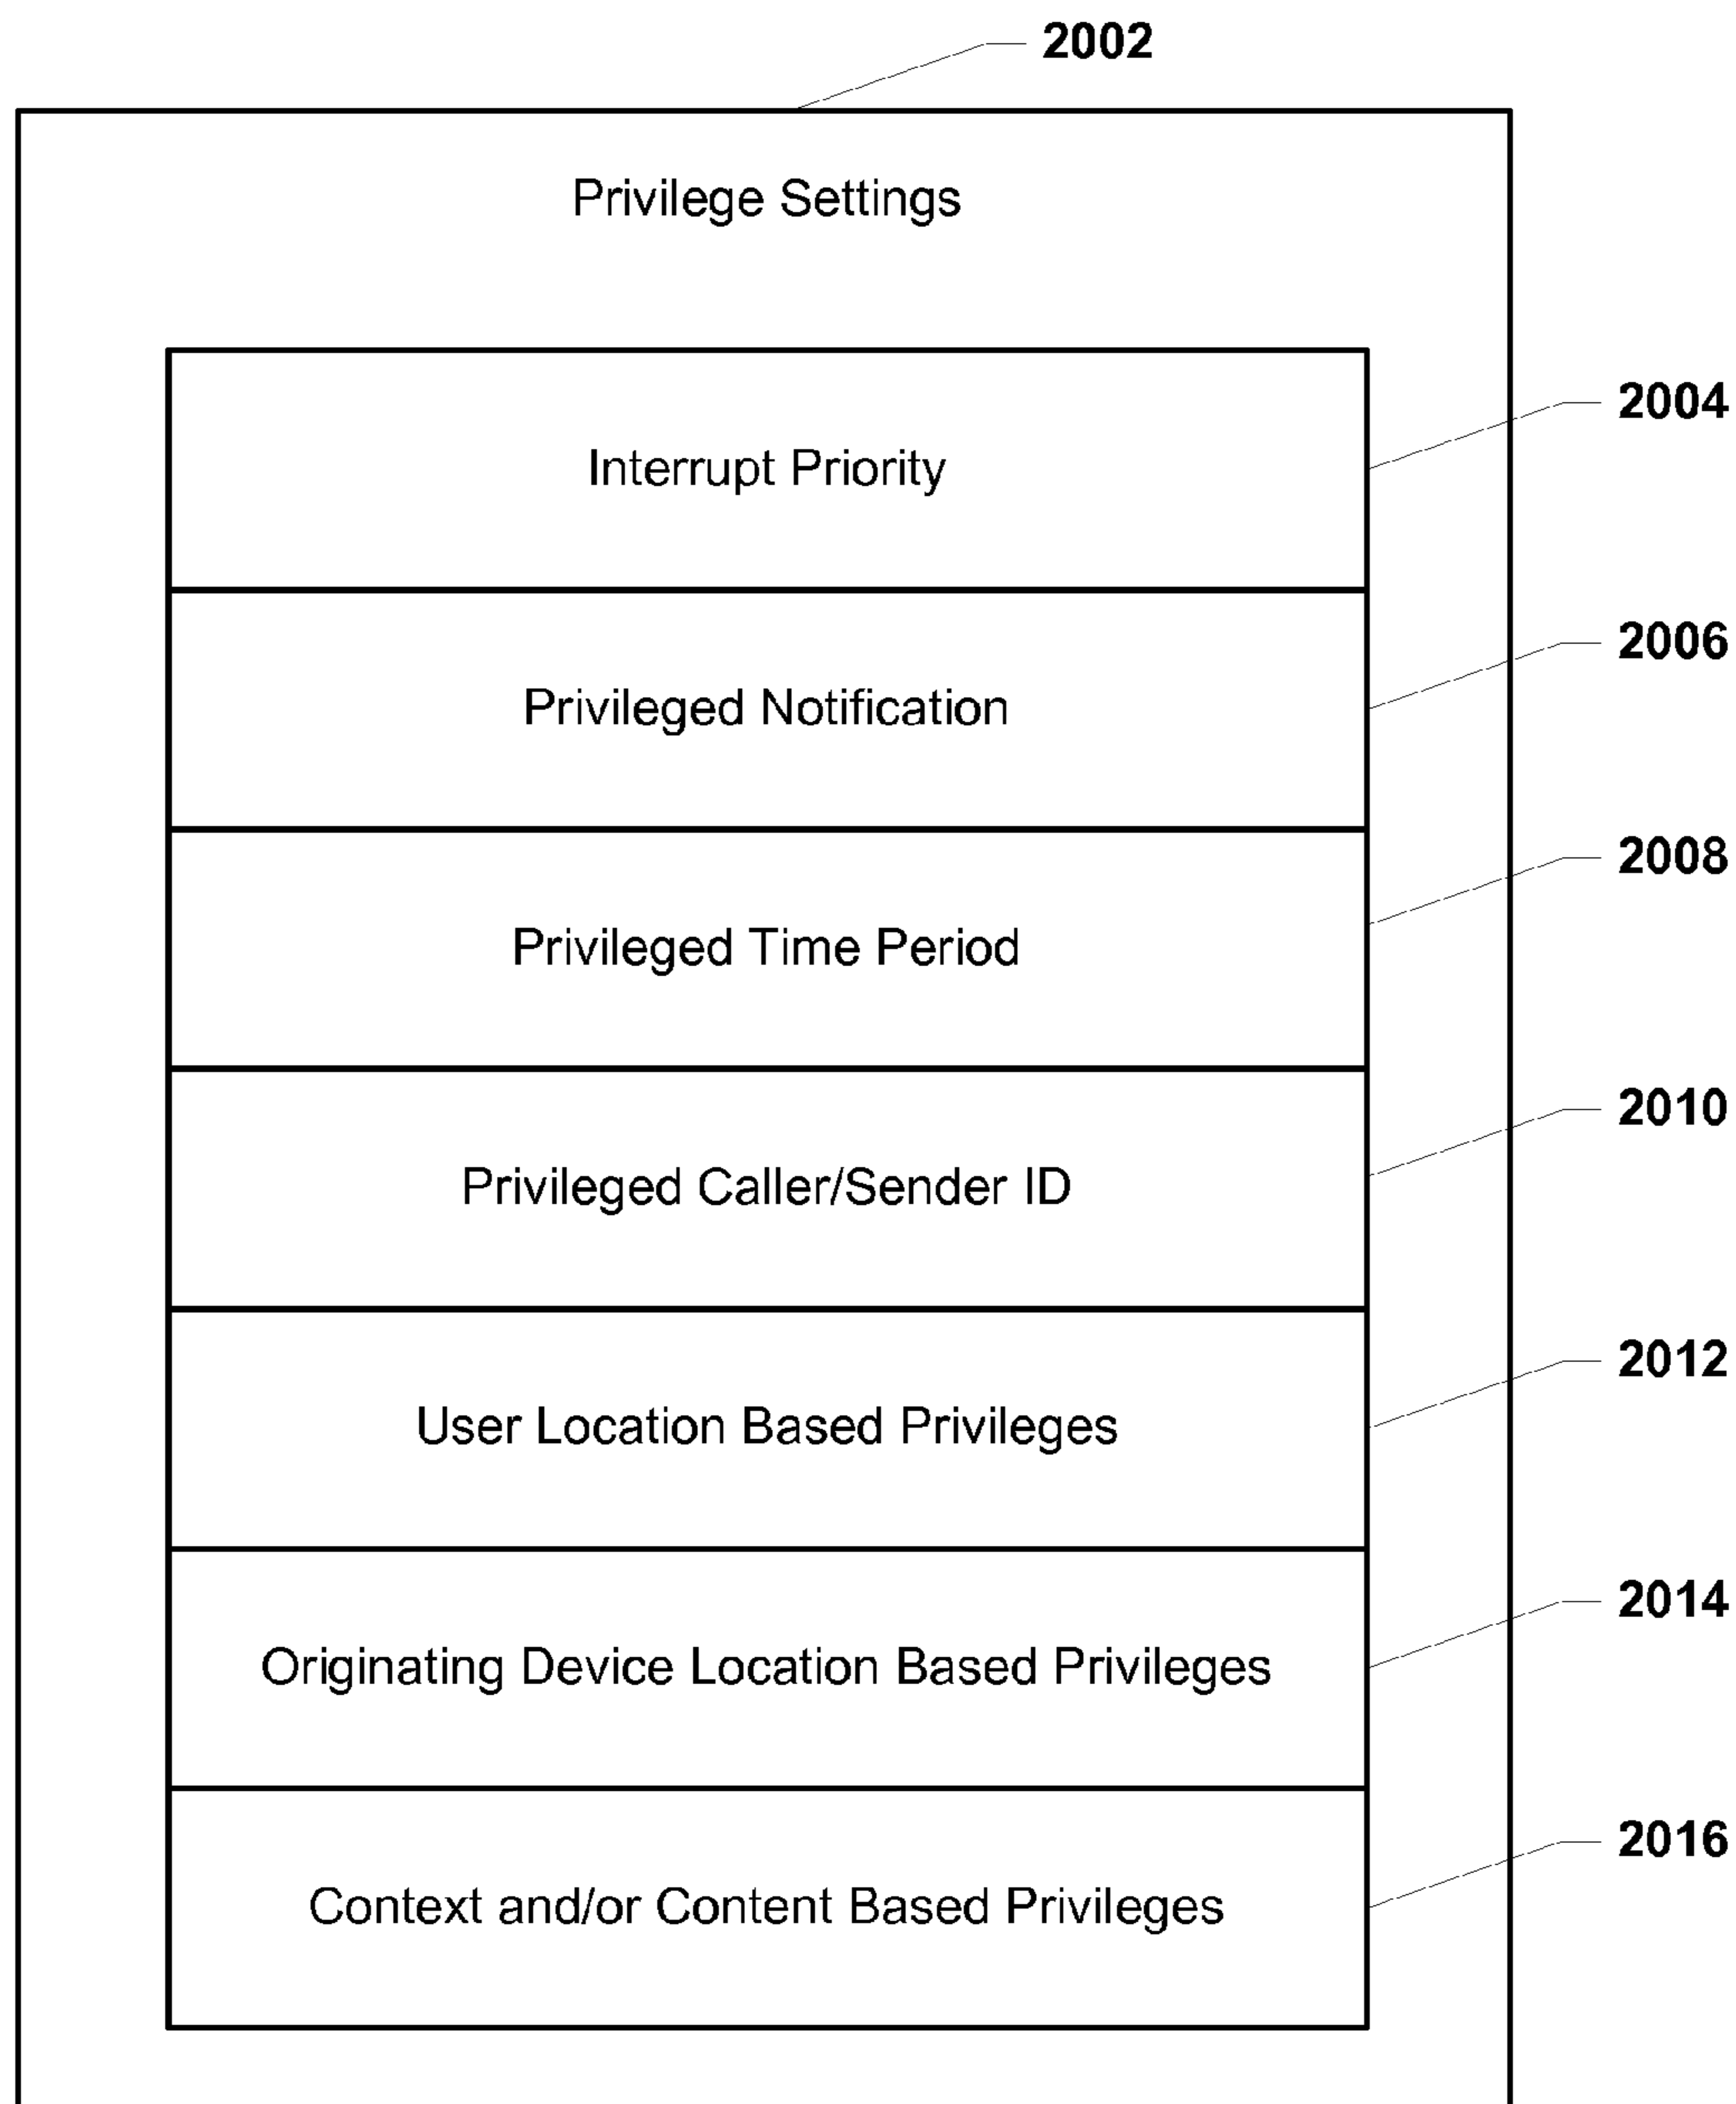 2002
Privilege Settings
Interrupt Priority
2004
Privileged Notification
2006
Privileged Time Period
2008
Privileged Caller/Sender ID
2010
User Location Based Privileges
2012
Originating Device Location Based Privileges
2014
Context and/or Content Based Privileges
2016